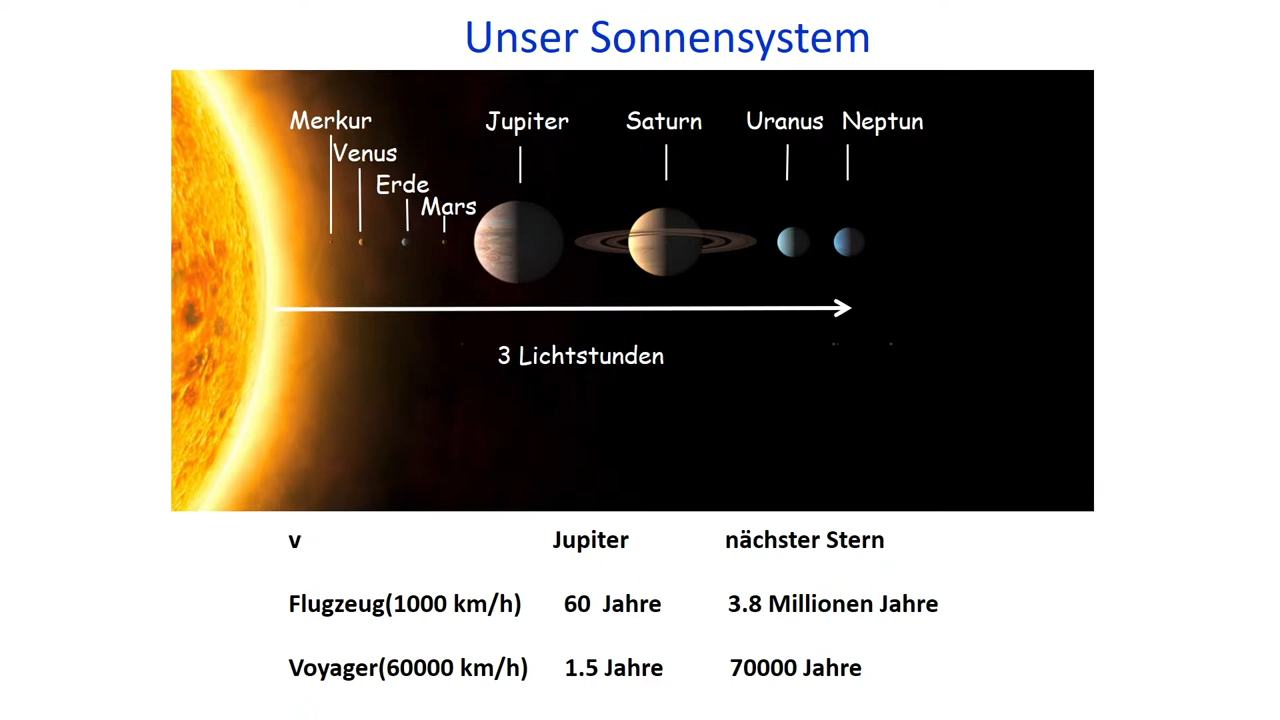 Unser Sonnensystem
Merkur
Venus
Erde
Mars
Jupiter
Saturn
Uranus
Neptun
3 Lichtstunden
v Jupiter nächster Stern
Flugzeug(1000 km/h) 60 Jahre 3.8 Millionen Jahre
Voyager(60000 km/h) 1.5 Jahre 70000 Jahre